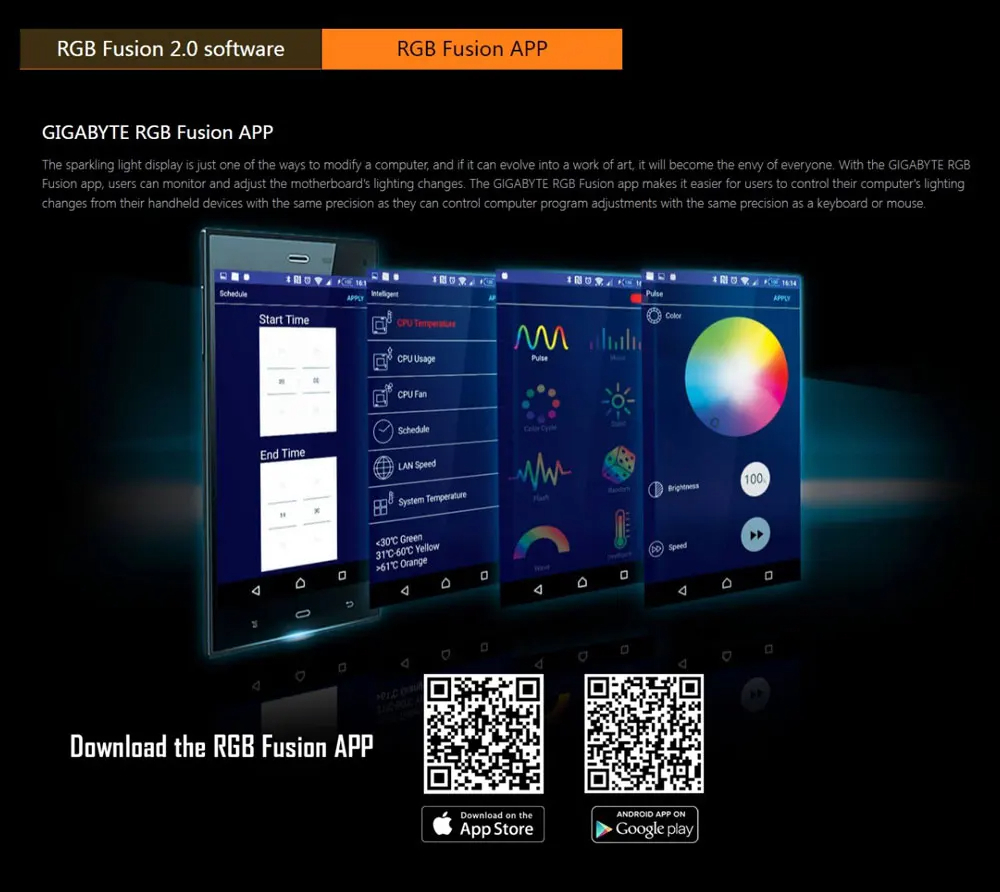 RGB Fusion 2.0 software
RGB Fusion APP
GIGABYTE RGB Fusion APP
The sparkling light display is just one of the ways to modify a computer, and if it can evolve into a work of art, it will become the envy of everyone. With the GIGABYTE RGB
Fusion app, users can monitor and adjust the motherboard's lighting changes. The GIGABYTE RGB Fusion app makes it easier for users to control their computer's lighting
changes from their handheld devices with the same precision as they can control computer program adjustments with the same precision as a keyboard or mouse.
Schedule
APPLY
Start Time
End Time
Intelligent
AP
CPU Temperature
CPU Usage
CPU Fan
Schedule
LAN Speed
System Temperature
<30℃ Green
31℃-60℃ Yellow
>61℃ Orange
Pulse
Music
Color Cycle
Flash
Random
Wave
16:14
Pulse
APPLY
Color
Brightness
100%
Speed
Download the RGB Fusion APP
Download on the
App Store
ANDROID APP ON
Google play